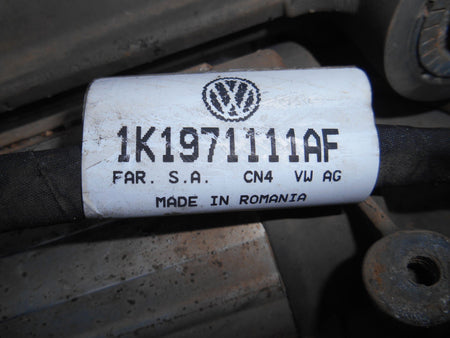 VW
1K1971111AF
FAR. S.A. CN4 VW AG
MADE IN ROMANIA